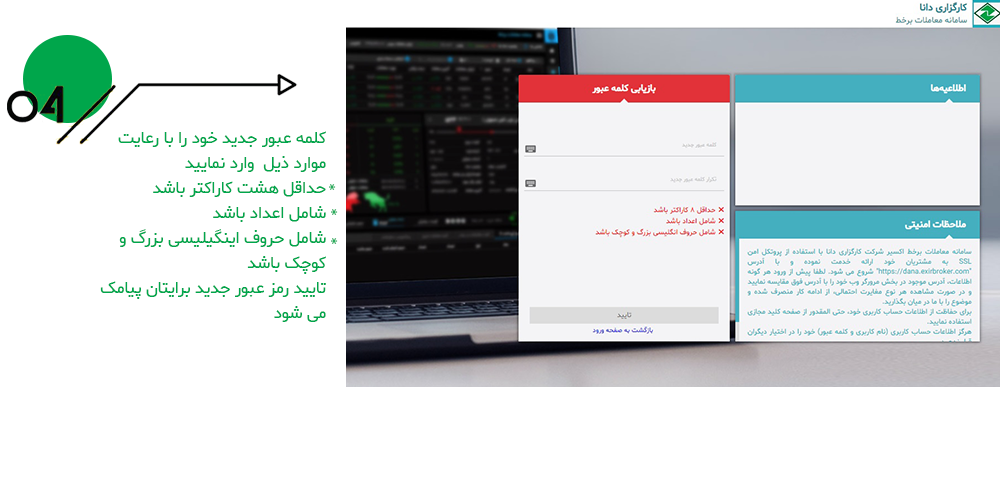 کارگزاری دانا
سامانه معاملات برخط
04
کلمه عبور جدید خود را با رعایت
موارد ذیل وارد نمایید
* حداقل هشت کاراکتر باشد
* شامل اعداد باشد
* شامل حروف اینگیلیسی بزرگ و
کوچک باشد
تایید رمز عبور جدید برایتان پیامک
می شود
بازیابی کلمه عبور
کلمه عبور جدید
تکرار کلمه عبور جدید
× حداقل ۸ کاراکتر باشد
× شامل اعداد باشد
× شامل حروف انگلیسی بزرگ و کوچک باشد
تایید
بازگشت به صفحه ورود
اطلاعیه‌ها
ملاحظات امنیتی
سامانه معاملات برخط اکسیر شرکت کارگزاری دانا با استفاده از پروتکل امن
SSL به مشتریان خود ارائه خدمت نموده و با آدرس
"https://dana.exirbroker.com" شروع می شود. لطفا پیش از ورود هر گونه
اطلاعات، آدرس موجود در بخش مرورگر وب خود را با آدرس فوق مقایسه نمایید
و در صورت مشاهده هر نوع مغایرت احتمالی، از ادامه کار منصرف شده و
موضوع را با ما در میان بگذارید.
برای حفاظت از اطلاعات حساب کاربری خود، حتی المقدور از صفحه کلید مجازی
استفاده نمایید.
هرگز اطلاعات حساب کاربری (نام کاربری و کلمه عبور) خود را در اختیار دیگران